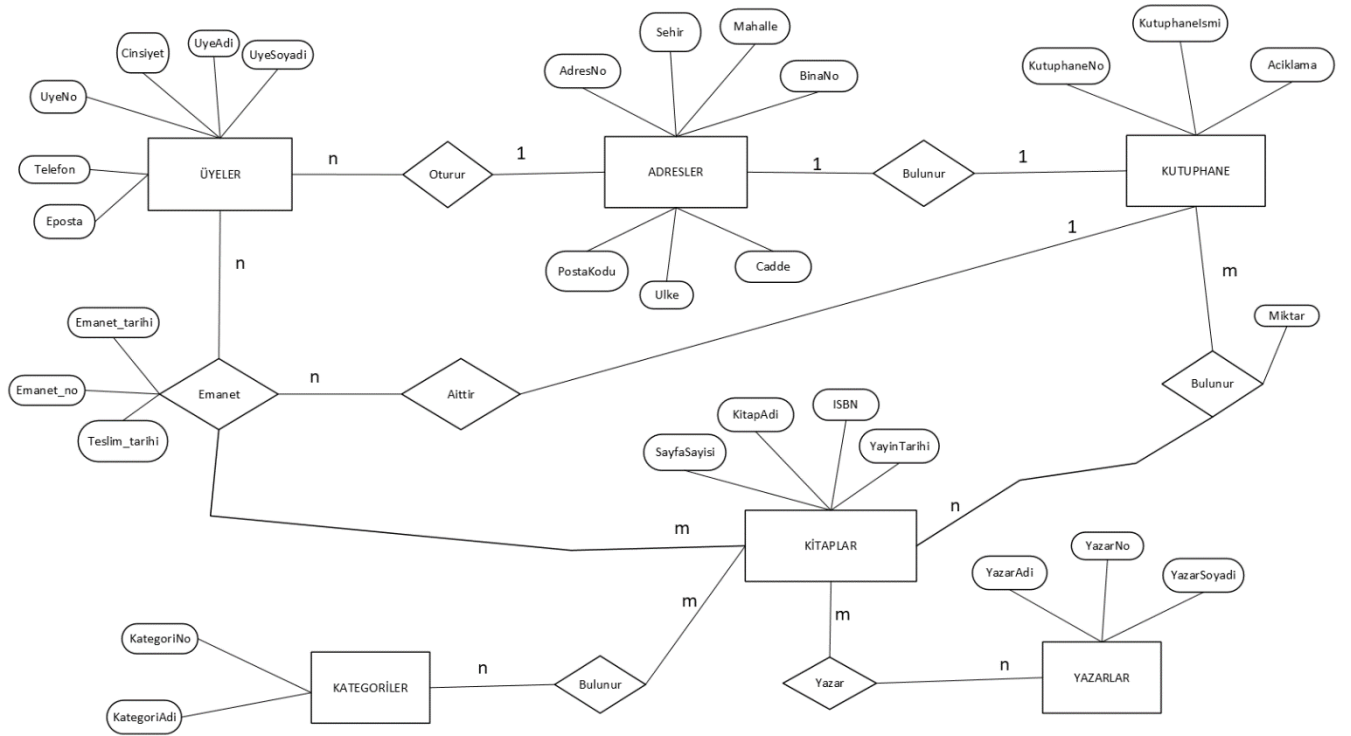 KutuphaneIsmi
Sehir
Mahalle
Cinsiyet
UyeAdi
UyeSoyadi
AdresNo
BinaNo
KutuphaneNo
Aciklama
UyeNo
ÜYELER
n
Oturur
1
ADRESLER
1
Bulunur
1
KUTUPHANE
Telefon
Eposta
PostaKodu
Ulke
Cadde
1
n
m
Emanet_tarihi
Miktar
Emanet_no
Emanet
n
Aittir
Bulunur
Teslim_tarihi
SayfaSayisi
KitapAdi
ISBN
YayinTarihi
m
KİTAPLAR
n
YazarAdi
YazarNo
YazarSoyadi
m
m
KategoriNo
KategoriAdi
KATEGORİLER
n
Bulunur
Yazar
n
YAZARLAR